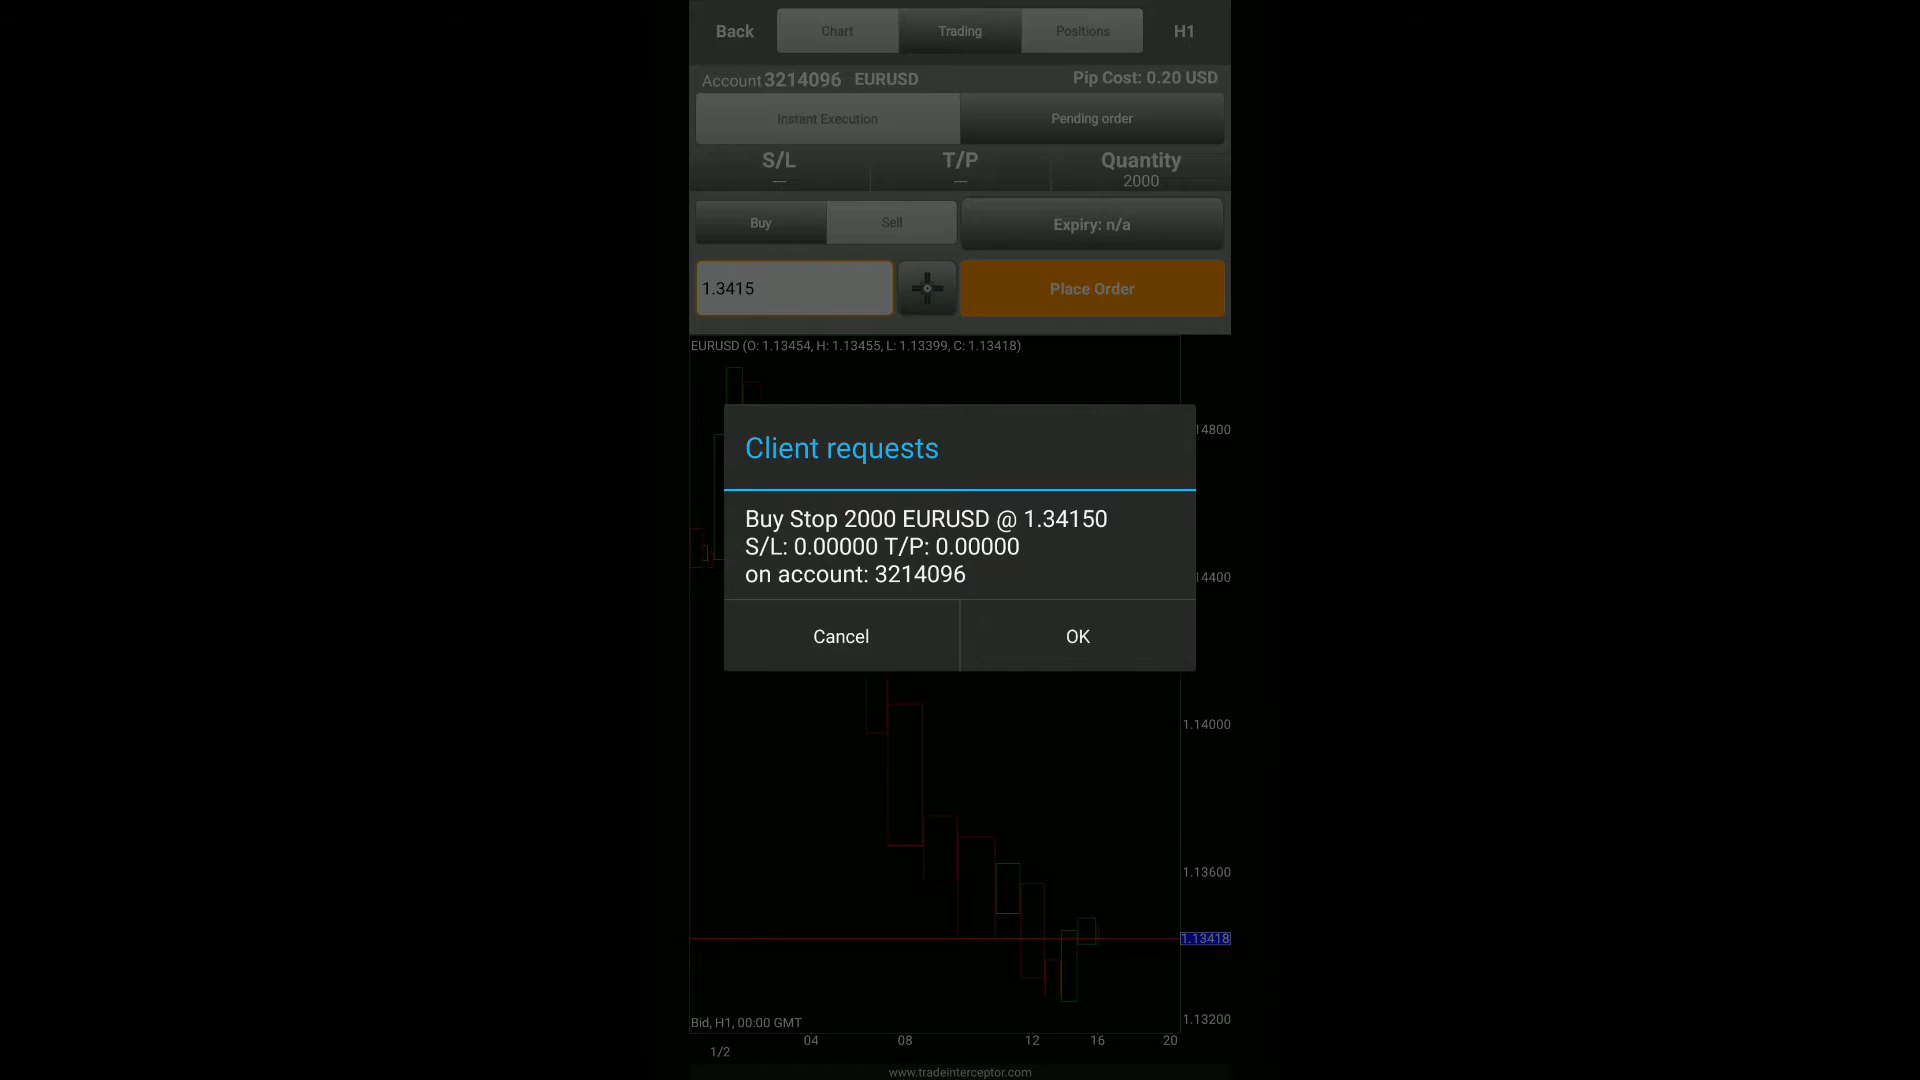 Back Chart Trading Positions H1
Account 3214096 EURUSD Pip Cost: 0.20 USD
Instant Execution Pending order
S/L T/P Quantity
--- --- 2000
Buy Sell Expiry: n/a
1.3415 Place Order
EURUSD (O: 1.13454, H: 1.13455, L: 1.13399, C: 1.13418)
14800
Client requests
Buy Stop 2000 EURUSD @ 1.34150
S/L: 0.00000 T/P: 0.00000
on account: 3214096
14400
Cancel OK
1.14000
1.13600
1.13418
1.13200
Bid, H1, 00:00 GMT
04 08 12 16 20
1/2
www.tradeinterceptor.com